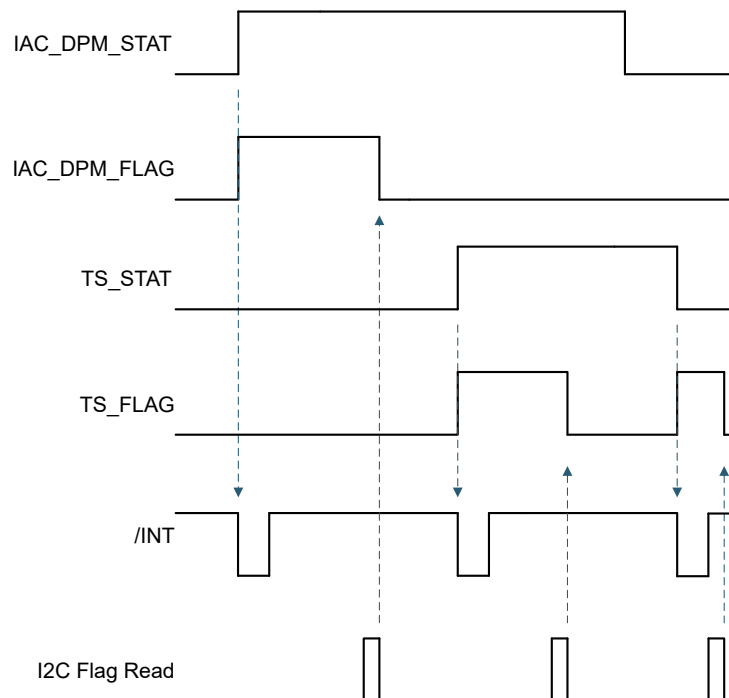 IAC_DPM_STAT
IAC_DPM_FLAG
TS_STAT
TS_FLAG
/INT
I2C Flag Read